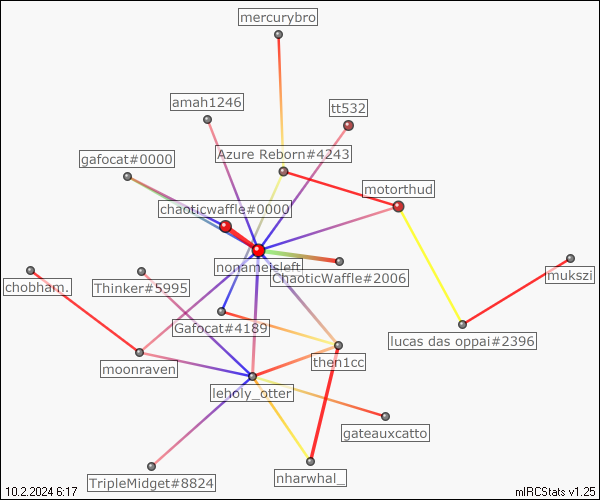 mercurybro
amah1246
tt532
gafocat#0000
Azure Reborn#4243
motorthud
chaoticwaffle#0000
nonameisleft
ChaoticWaffle#2006
mukszi
chobham.
Thinker#5995
Gafocat#4189
lucas das oppai#2396
then1cc
moonraven
leholy_otter
gateauxcatto
TripleMidget#8824
nharwhal_
10.2.2024 6:17
mIRCStats v1.25